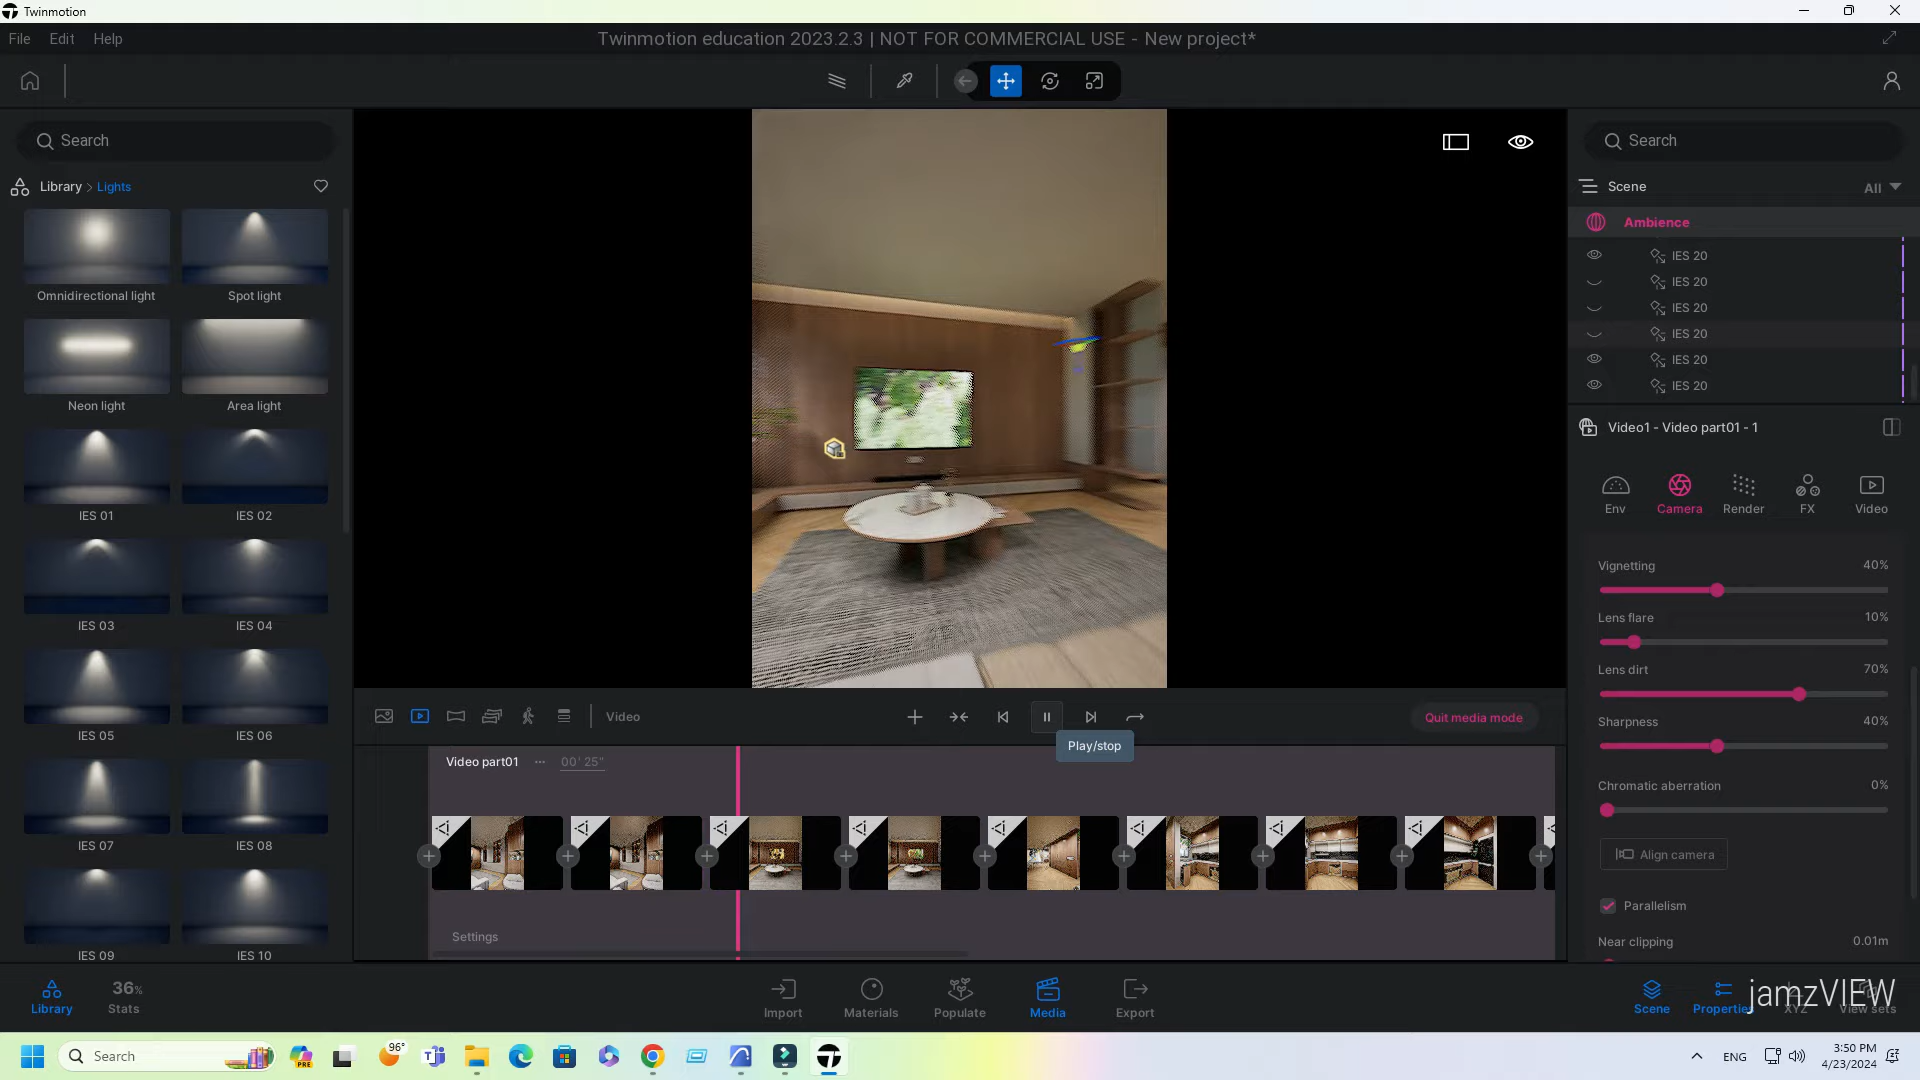 Twinmotion
File Edit Help
Twinmotion education 2023.2.3 | NOT FOR COMMERCIAL USE - New project*
Search
Library > Lights
Omnidirectional light
Spot light
Neon light
Area light
IES 01
IES 02
IES 03
IES 04
IES 05
IES 06
IES 07
IES 08
IES 09
IES 10
Video
Quit media mode
Play/stop
Video part01 ... 00' 25"
Settings
Search
Scene
All
Ambience
IES 20
IES 20
IES 20
IES 20
IES 20
IES 20
Video1 - Video part01 - 1
Env Camera Render FX Video
Vignetting 40%
Lens flare 10%
Lens dirt 70%
Sharpness 40%
Chromatic aberration 0%
Align camera
Parallelism
Near clipping 0.01m
Library
36%
Stats
Import
Materials
Populate
Media
Export
Scene
Properties
XYZ
View sets
jamzVIEW
Search
PRE
96°
ENG
3:50 PM
4/23/2024